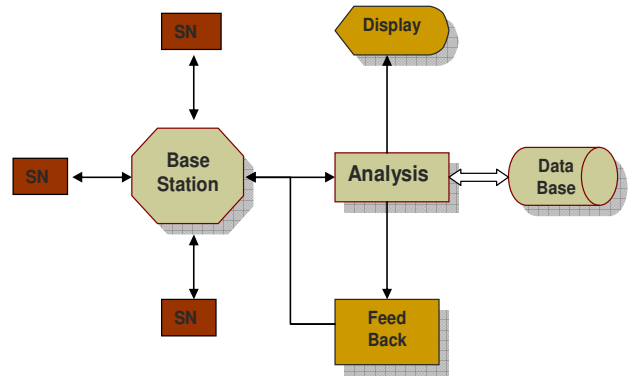 SN
Display
SN
Base
Station
Analysis
Data
Base
SN
Feed
Back